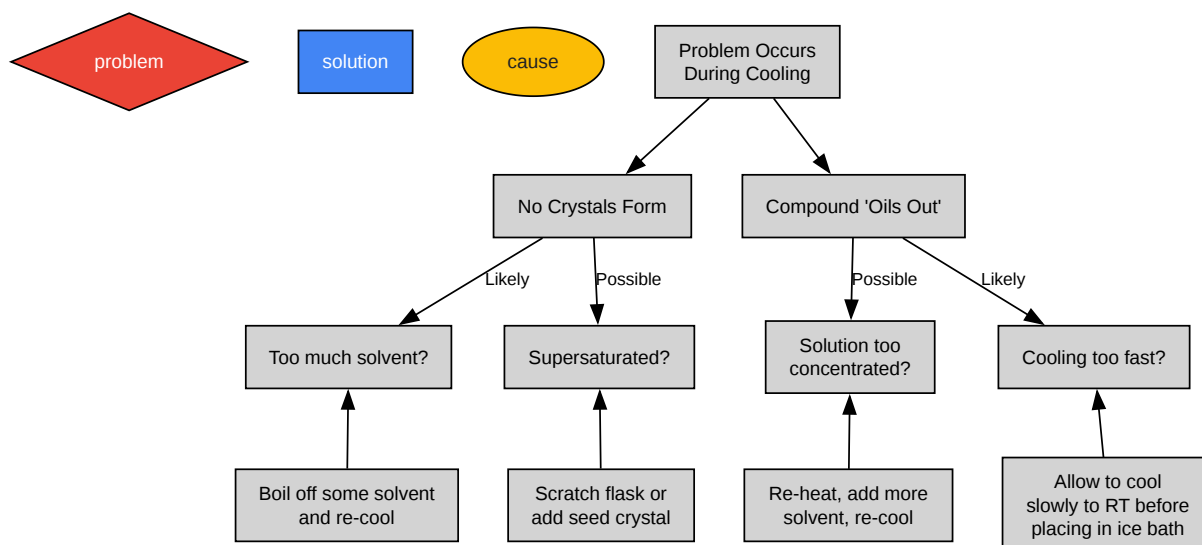 problem
solution
cause
Problem Occurs
During Cooling
No Crystals Form
Compound 'Oils Out'
Likely
Possible
Possible
Likely
Too much solvent?
Supersaturated?
Solution too
concentrated?
Cooling too fast?
Boil off some solvent
and re-cool
Scratch flask or
add seed crystal
Re-heat, add more
solvent, re-cool
Allow to cool
slowly to RT before
placing in ice bath